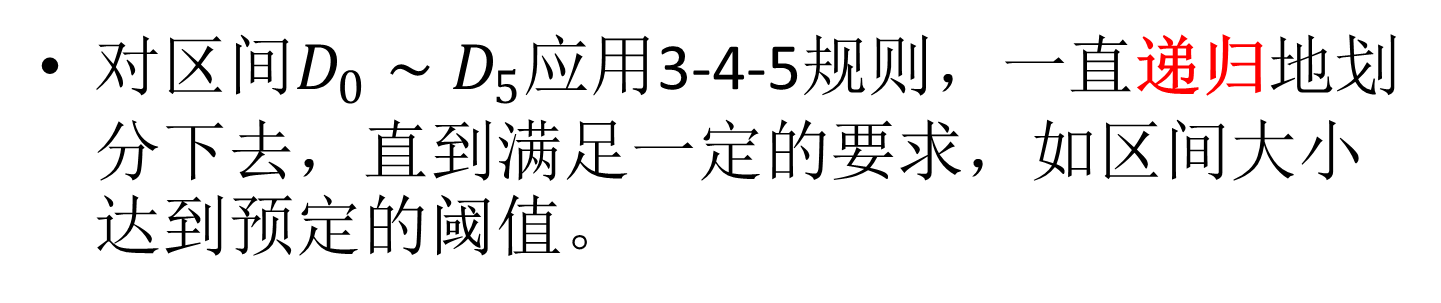 • 对区间D₀ ~ D₅应用3-4-5规则，一直递归地划
分下去，直到满足一定的要求，如区间大小
达到预定的阈值。